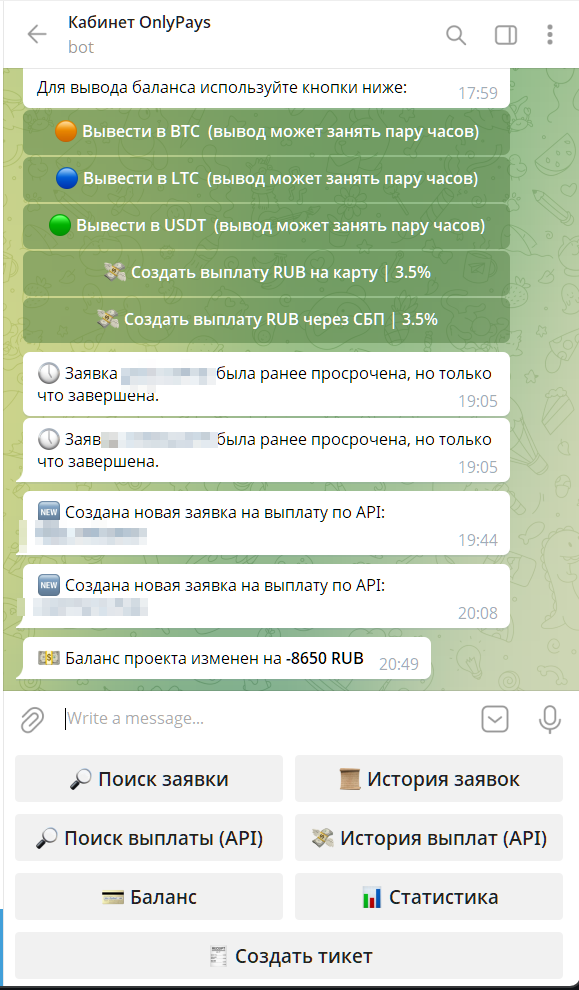 Кабинет OnlyPays
bot
Для вывода баланса используйте кнопки ниже:
17:59
Вывести в BTC (вывод может занять пару часов)
Вывести в LTC (вывод может занять пару часов)
Вывести в USDT (вывод может занять пару часов)
Создать выплату RUB на карту | 3.5%
Создать выплату RUB через СБП | 3.5%
Заявка была ранее просрочена, но только
что завершена.
19:05
Заяв была ранее просрочена, но только
что завершена.
19:05
NEW Создана новая заявка на выплату по API:
19:44
NEW Создана новая заявка на выплату по API:
20:08
Баланс проекта изменен на -8650 RUB
20:49
Write a message...
Поиск заявки
История заявок
Поиск выплаты (API)
История выплат (API)
Баланс
Статистика
Создать тикет